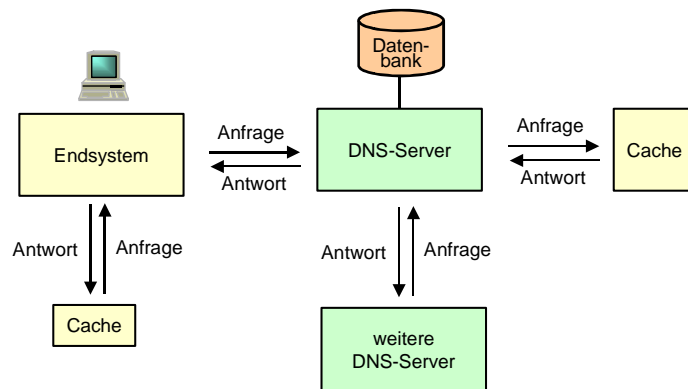 Daten-
bank
Endsystem
Anfrage
Antwort
DNS-Server
Anfrage
Antwort
Cache
Antwort
Anfrage
Cache
Antwort
Anfrage
weitere
DNS-Server